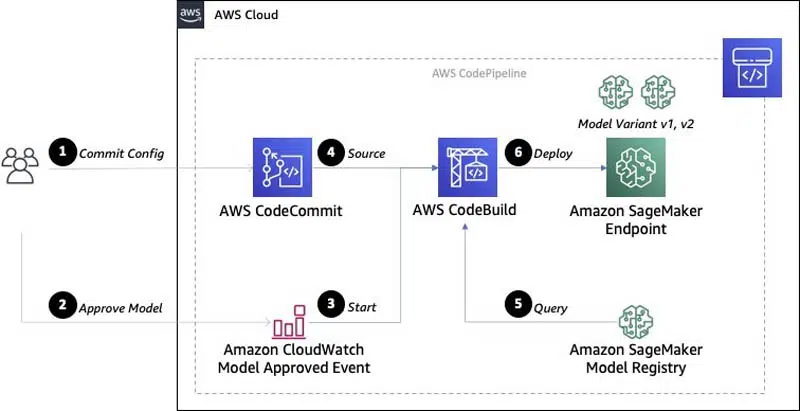 aws
AWS Cloud
AWS CodePipeline
Model Variant v1, v2
1 Commit Config
4 Source
6 Deploy
AWS CodeCommit
AWS CodeBuild
Amazon SageMaker
Endpoint
2 Approve Model
3 Start
5 Query
Amazon CloudWatch
Model Approved Event
Amazon SageMaker
Model Registry